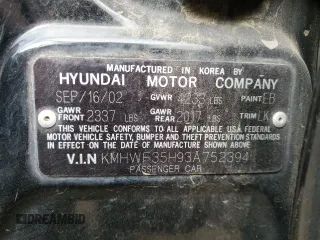 MANUFACTURED IN KOREA BY
HYUNDAI MOTOR COMPANY
SEP/16/02 GVWR 4233 LBS PAINT EB
GAWR FRONT 2337 LBS GAWR REAR 2017 LBS TRIM LK
THIS VEHICLE CONFORMS TO ALL APPLICABLE FEDERAL
MOTOR VEHICLE SAFETY, BUMPER AND THEFT PREVENTION STANDARDS
IN EFFECT ON THE DATE OF MANUFACTURE SHOWN ABOVE
V.I.N KMHWF35H93A752394
PASSENGER CAR
DREAMBID